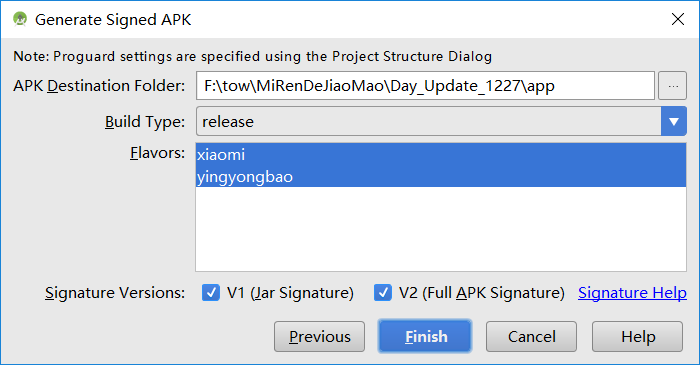 Generate Signed APK
Note: Proguard settings are specified using the Project Structure Dialog
APK Destination Folder: F:\tow\MiRenDeJiaoMao\Day_Update_1227\app ...
Build Type: release
Flavors: xiaomi
yingyongbao
Signature Versions: V1 (Jar Signature) V2 (Full APK Signature) Signature Help
Previous Finish Cancel Help